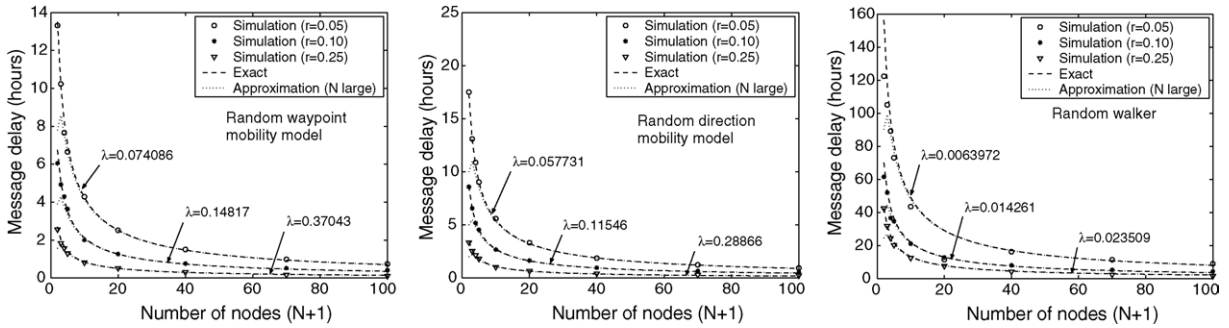 14
12
10
8
6
4
2
0
0
20
40
60
80
100
Message delay (hours)
Number of nodes (N+1)
Simulation (r=0.05)
Simulation (r=0.10)
Simulation (r=0.25)
Exact
Approximation (N large)
Random waypoint
mobility model
λ=0.074086
λ=0.14817
λ=0.37043
25
20
15
10
5
0
0
20
40
60
80
100
Message delay (hours)
Number of nodes (N+1)
Simulation (r=0.05)
Simulation (r=0.10)
Simulation (r=0.25)
Exact
Approximation (N large)
Random direction
mobility model
λ=0.057731
λ=0.11546
λ=0.28866
160
140
120
100
80
60
40
20
0
0
20
40
60
80
100
Message delay (hours)
Number of nodes (N+1)
Simulation (r=0.05)
Simulation (r=0.10)
Simulation (r=0.25)
Exact
Approximation (N large)
Random walker
λ=0.0063972
λ=0.014261
λ=0.023509